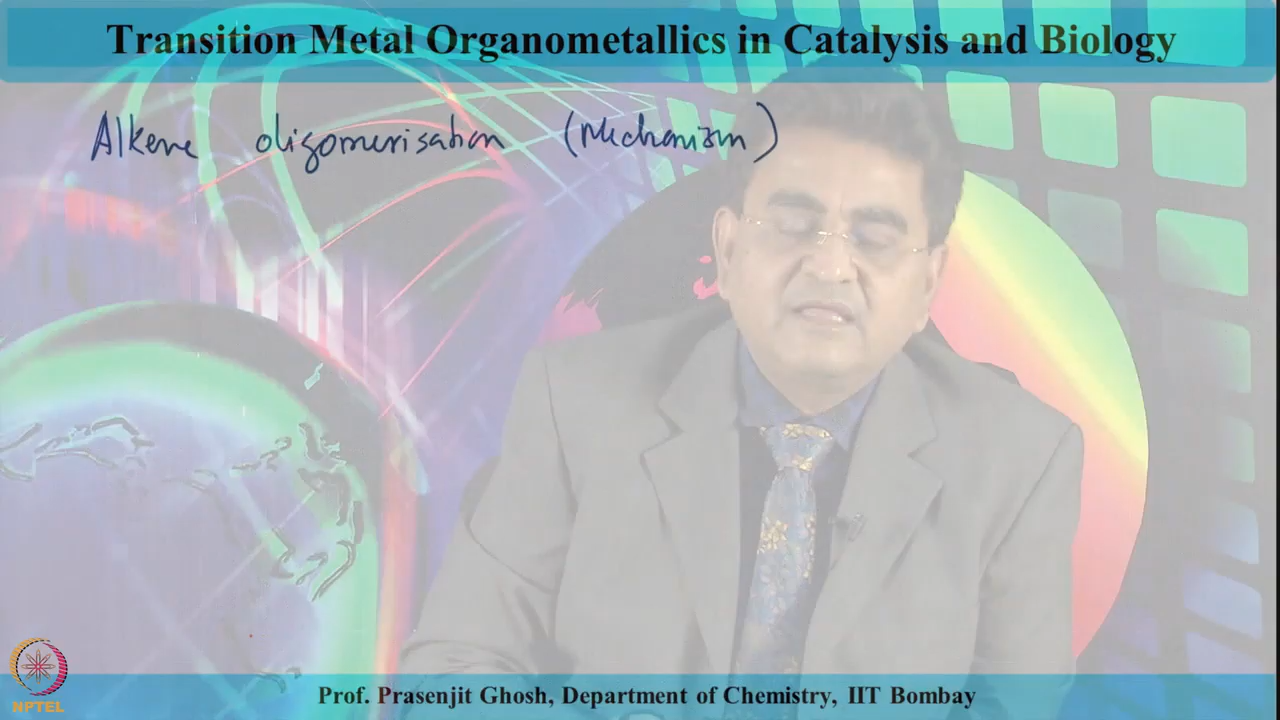 Transition Metal Organometallics in Catalysis and Biology
Alkene oligomerisation (Mechanism)
Prof. Prasenjit Ghosh, Department of Chemistry, IIT Bombay
NPTEL